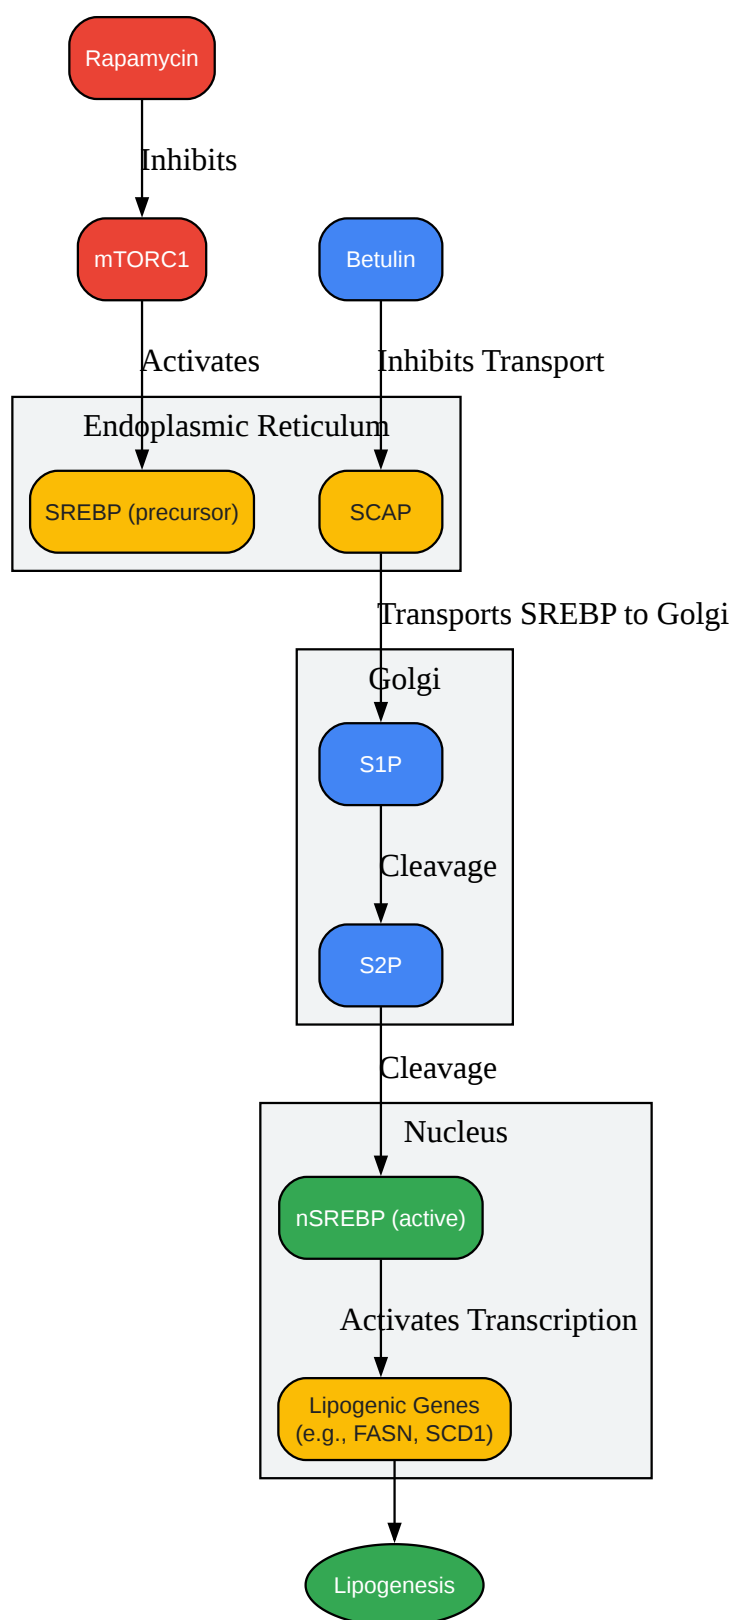 Rapamycin
Inhibits
mTORC1
Betulin
Activates
Inhibits Transport
Endoplasmic Reticulum
SREBP (precursor)
SCAP
Transports SREBP to Golgi
Golgi
S1P
Cleavage
S2P
Cleavage
Nucleus
nSREBP (active)
Activates Transcription
Lipogenic Genes
(e.g., FASN, SCD1)
Lipogenesis